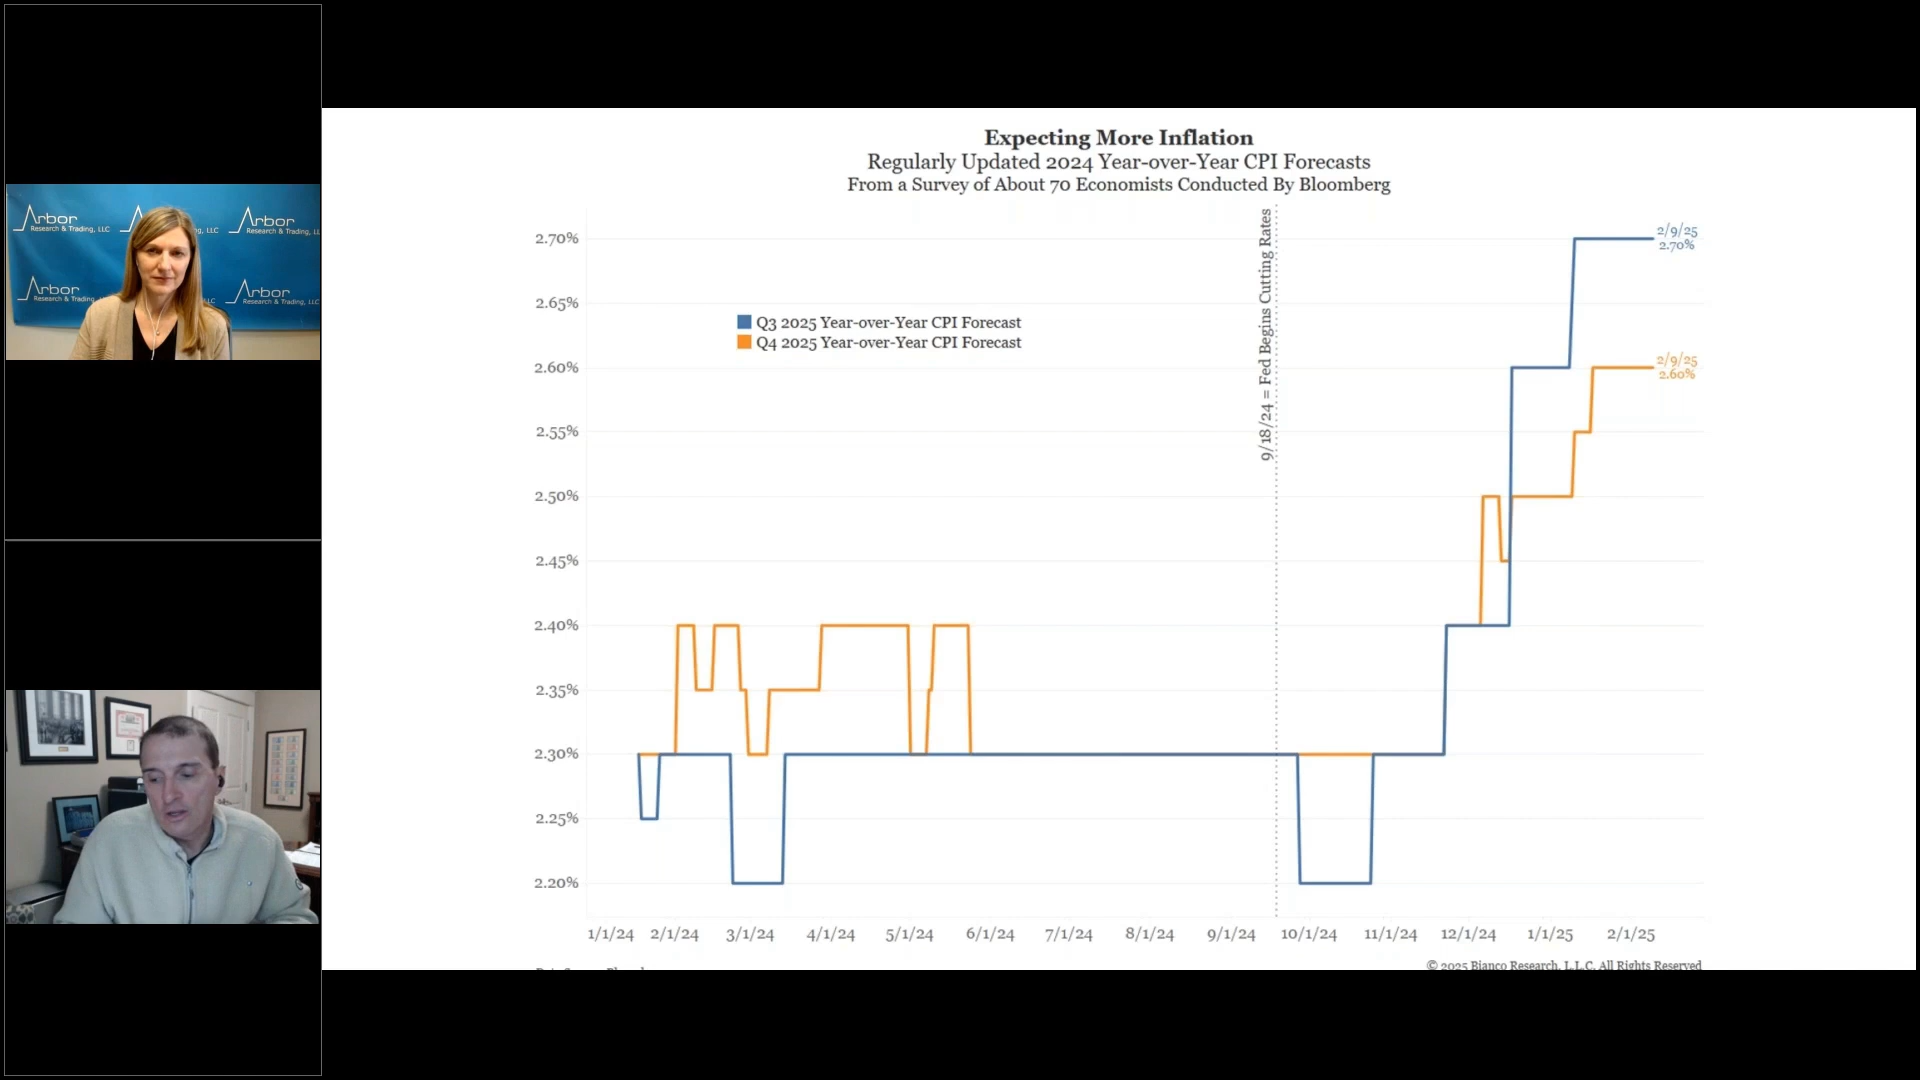 Arbor
Research & Trading, LLC
Arbor
Research & Trading, LLC
Arbor
Research & Trading, LLC
Arbor
Research & Trading, LLC
Expecting More Inflation
Regularly Updated 2024 Year-over-Year CPI Forecasts
From a Survey of About 70 Economists Conducted By Bloomberg
9/18/24 = Fed Begins Cutting Rates
Q3 2025 Year-over-Year CPI Forecast
Q4 2025 Year-over-Year CPI Forecast
2/9/25
2.70%
2/9/25
2.60%
2.70%
2.65%
2.60%
2.55%
2.50%
2.45%
2.40%
2.35%
2.30%
2.25%
2.20%
1/1/24 2/1/24 3/1/24 4/1/24 5/1/24 6/1/24 7/1/24 8/1/24 9/1/24 10/1/24 11/1/24 12/1/24 1/1/25 2/1/25
© 2025 Bianco Research, L.L.C. All Rights Reserved